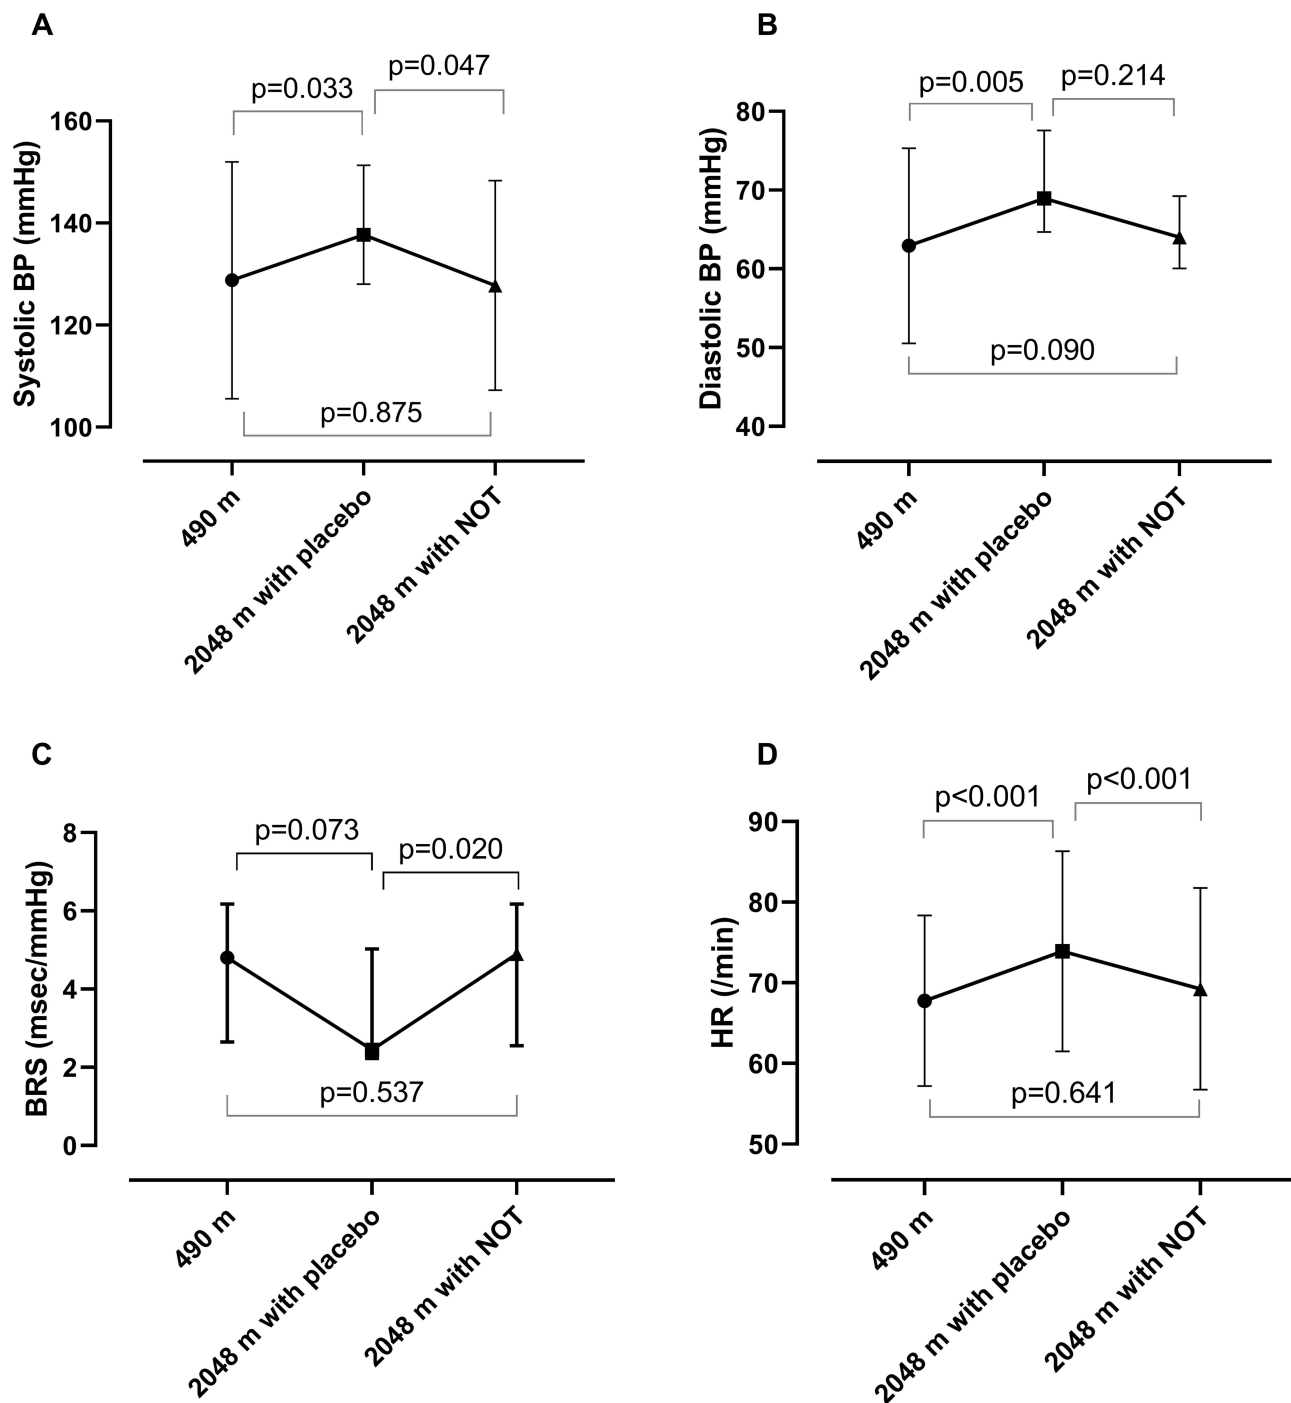 A
p=0.033
p=0.047
Systolic BP (mmHg)
160
140
120
100
p=0.875
490 m
2048 m with placebo
2048 m with NOT
B
p=0.005
p=0.214
Diastolic BP (mmHg)
80
70
60
50
40
p=0.090
490 m
2048 m with placebo
2048 m with NOT
C
p=0.073
p=0.020
BRS (msec/mmHg)
8
6
4
2
0
p=0.537
490 m
2048 m with placebo
2048 m with NOT
D
p<0.001
p<0.001
HR (/min)
90
80
70
60
50
p=0.641
490 m
2048 m with placebo
2048 m with NOT